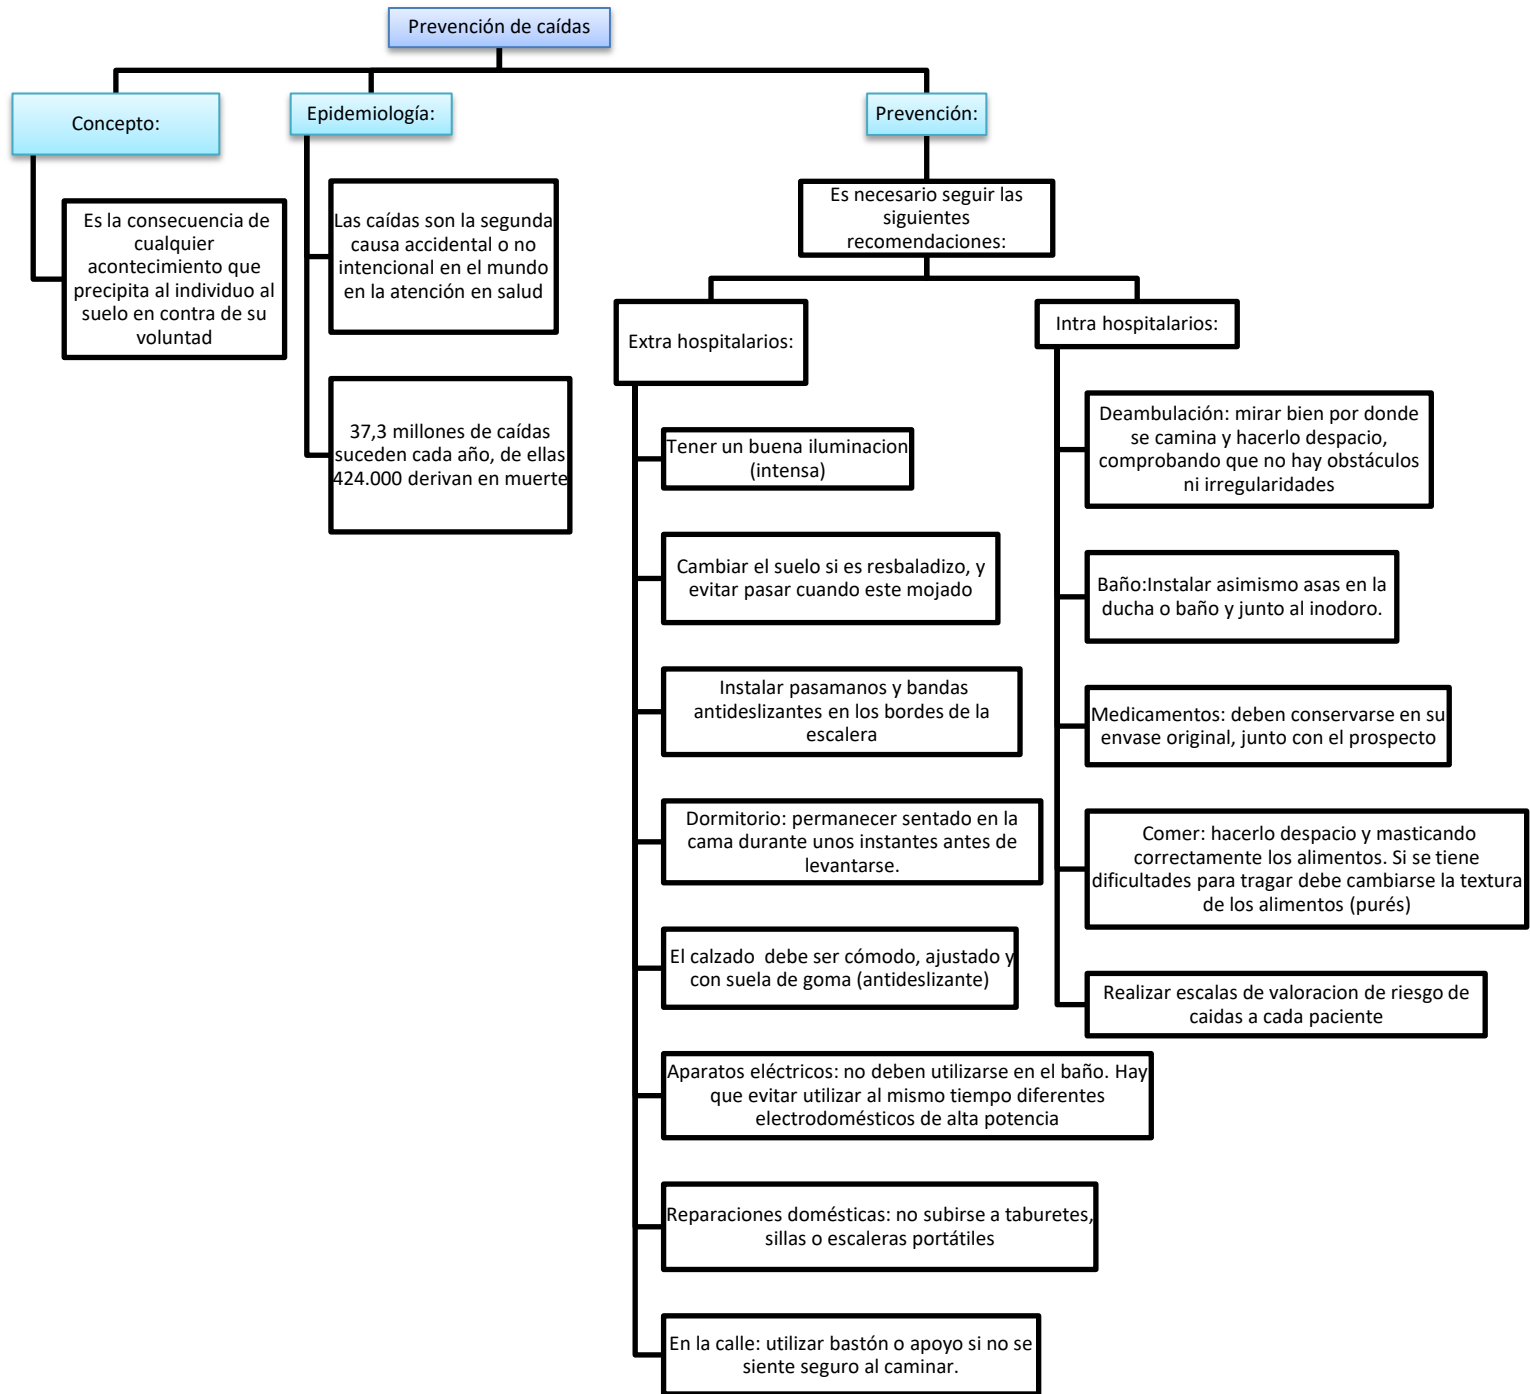 Prevención de caídas
Concepto:
Es la consecuencia de
cualquier
acontecimiento que
precipita al individuo al
suelo en contra de su
voluntad
Epidemiología:
Las caídas son la segunda
causa accidental o no
intencional en el mundo
en la atención en salud
37,3 millones de caídas
suceden cada año, de ellas
424.000 derivan en muerte
Prevención:
Es necesario seguir las
siguientes
recomendaciones:
Extra hospitalarios:
Tener un buena iluminacion
(intensa)
Cambiar el suelo si es resbaladizo, y
evitar pasar cuando este mojado
Instalar pasamanos y bandas
antideslizantes en los bordes de la
escalera
Dormitorio: permanecer sentado en la
cama durante unos instantes antes de
levantarse.
El calzado  debe ser cómodo, ajustado y
con suela de goma (antideslizante)
Aparatos eléctricos: no deben utilizarse en el baño. Hay
que evitar utilizar al mismo tiempo diferentes
electrodomésticos de alta potencia
Reparaciones domésticas: no subirse a taburetes,
sillas o escaleras portátiles
En la calle: utilizar bastón o apoyo si no se
siente seguro al caminar.
Intra hospitalarios:
Deambulación: mirar bien por donde
se camina y hacerlo despacio,
comprobando que no hay obstáculos
ni irregularidades
Baño:Instalar asimismo asas en la
ducha o baño y junto al inodoro.
Medicamentos: deben conservarse en su
envase original, junto con el prospecto
Comer: hacerlo despacio y masticando
correctamente los alimentos. Si se tiene
dificultades para tragar debe cambiarse la textura
de los alimentos (purés)
Realizar escalas de valoracion de riesgo de
caidas a cada paciente